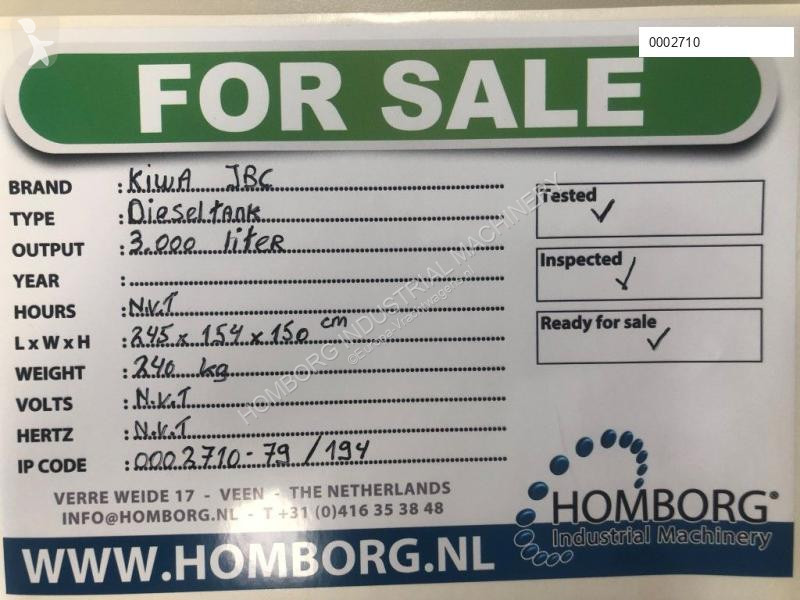 0002710
FOR SALE
BRAND : KiWA JBC
TYPE : Dieseltank
OUTPUT : 3.000 liter
YEAR :
HOURS : N.v.T
L x W x H : 245 x 154 x 150 cm
WEIGHT : 240 kg
VOLTS : N.v.T
HERTZ : N.v.T
IP CODE : 0002710-79/194
Tested ✓
Inspected ✓
Ready for sale ✓
HOMBORG INDUSTRIAL MACHINERY
VERRE WEIDE 17 - VEEN - THE NETHERLANDS
INFO@HOMBORG.NL - T +31 (0)416 35 38 48
HOMBORG®
Industrial Machinery
WWW.HOMBORG.NL